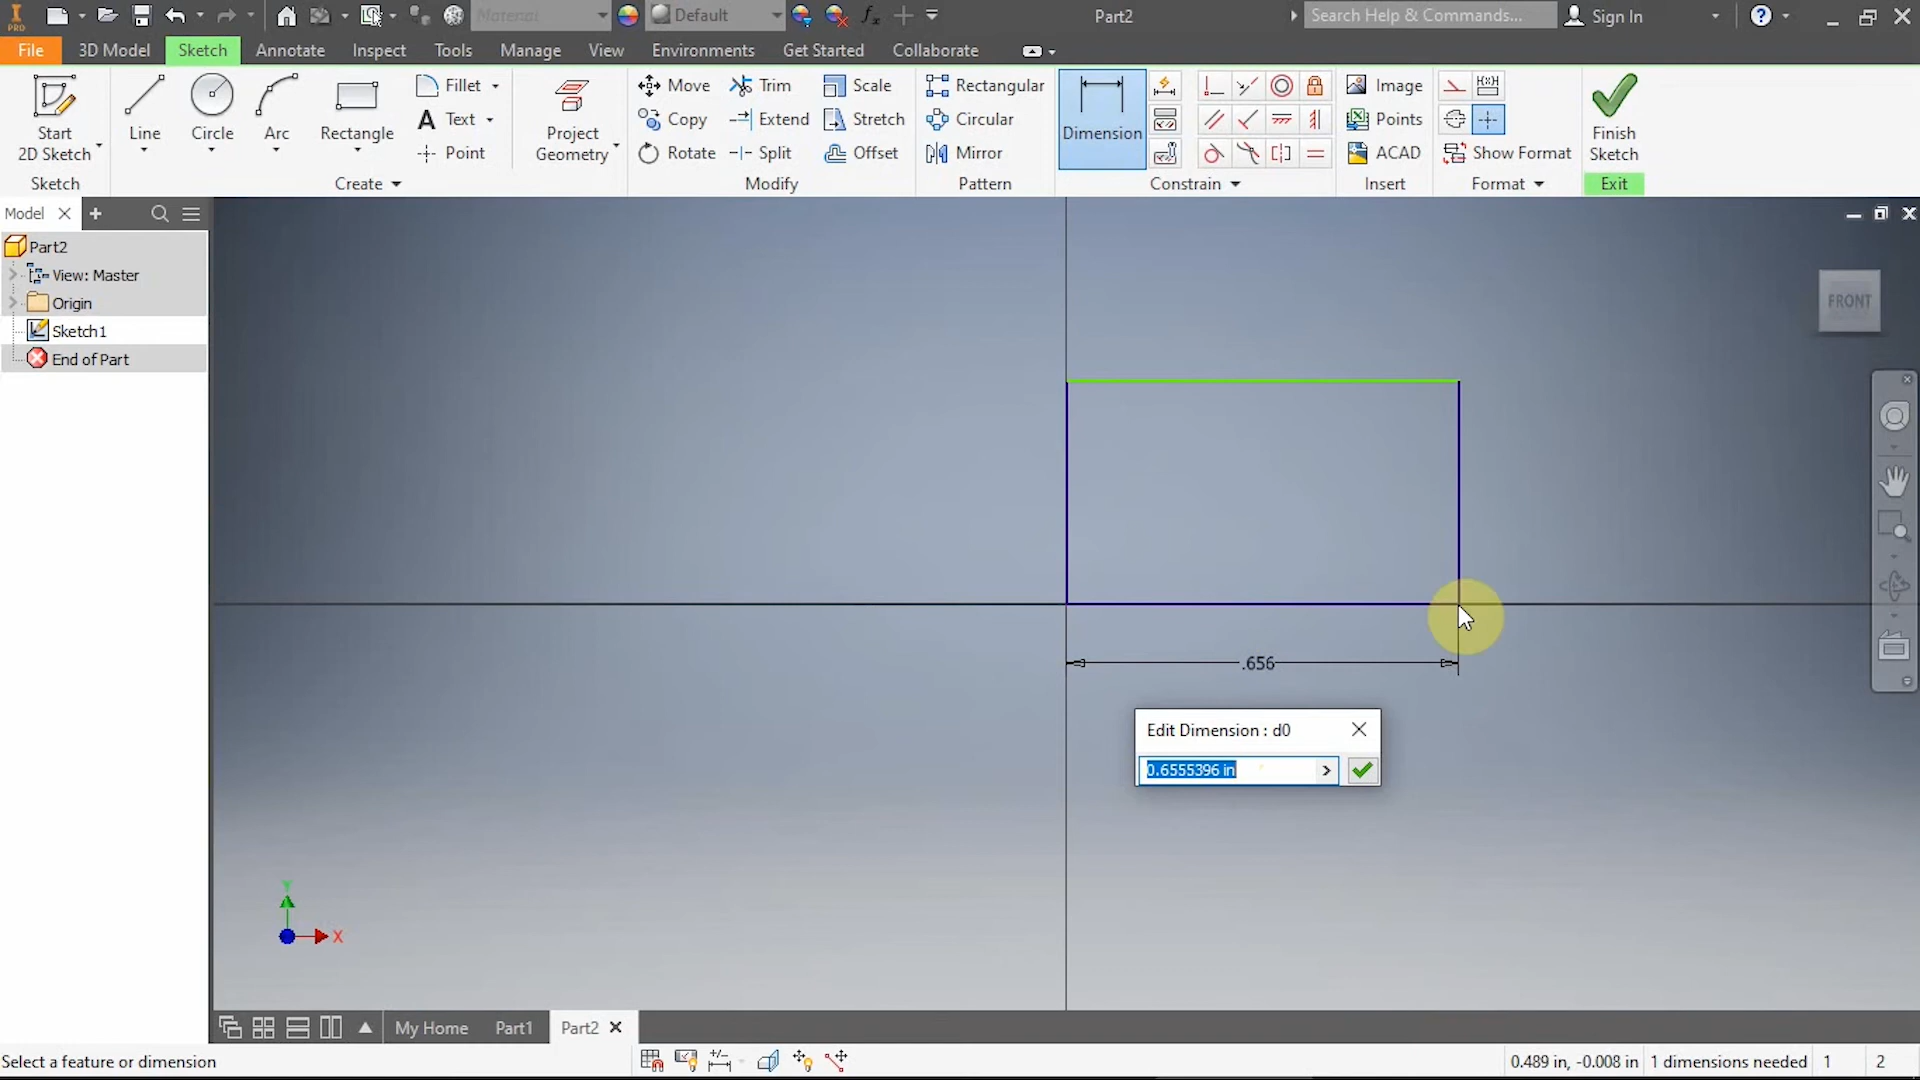 PRO
Material
Default
fx
Part2
Search Help & Commands...
Sign In
File
3D Model
Sketch
Annotate
Inspect
Tools
Manage
View
Environments
Get Started
Collaborate
Start
2D Sketch
Line
Circle
Arc
Rectangle
Fillet
Text
Point
Project
Geometry
Move
Copy
Rotate
Trim
Extend
Split
Scale
Stretch
Offset
Rectangular
Circular
Mirror
Dimension
Image
Points
ACAD
Show Format
Finish
Sketch
Sketch
Create
Modify
Pattern
Constrain
Insert
Format
Exit
Model
Part2
View: Master
Origin
Sketch1
End of Part
FRONT
.656
Edit Dimension : d0
0.6555396 in
Y
X
My Home
Part1
Part2
Select a feature or dimension
0.489 in, -0.008 in
1 dimensions needed
1
2